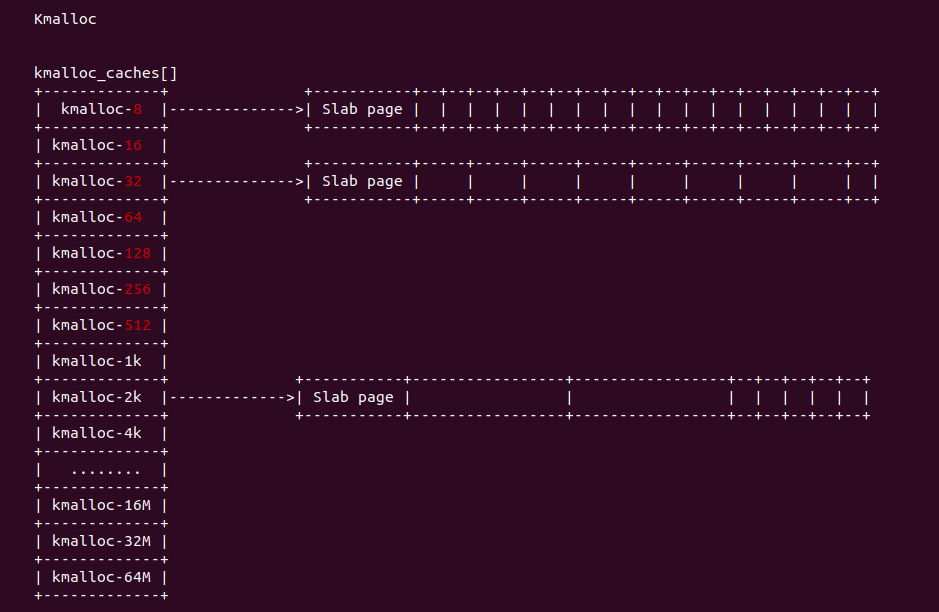 Kmalloc
kmalloc_caches[]
+-------------+               +-----------+--+--+--+--+--+--+--+--+--+--+--+--+--+--+--+--+--+
|  kmalloc-8  |-------------->| Slab page |  |  |  |  |  |  |  |  |  |  |  |  |  |  |  |  |  |
+-------------+               +-----------+--+--+--+--+--+--+--+--+--+--+--+--+--+--+--+--+--+
| kmalloc-16  |
+-------------+               +-----------+-----+-----+-----+-----+-----+-----+-----+-----+--+
| kmalloc-32  |-------------->| Slab page |     |     |     |     |     |     |     |     |  |
+-------------+               +-----------+-----+-----+-----+-----+-----+-----+-----+-----+--+
| kmalloc-64  |
+-------------+
| kmalloc-128 |
+-------------+
| kmalloc-256 |
+-------------+
| kmalloc-512 |
+-------------+
| kmalloc-1k  |
+-------------+              +-----------+-----------------+-----------------+--+--+--+--+--+
| kmalloc-2k  |------------->| Slab page |                 |                 |  |  |  |  |  |
+-------------+              +-----------+-----------------+-----------------+--+--+--+--+--+
| kmalloc-4k  |
+-------------+
|   ........  |
+-------------+
| kmalloc-16M |
+-------------+
| kmalloc-32M |
+-------------+
| kmalloc-64M |
+-------------+